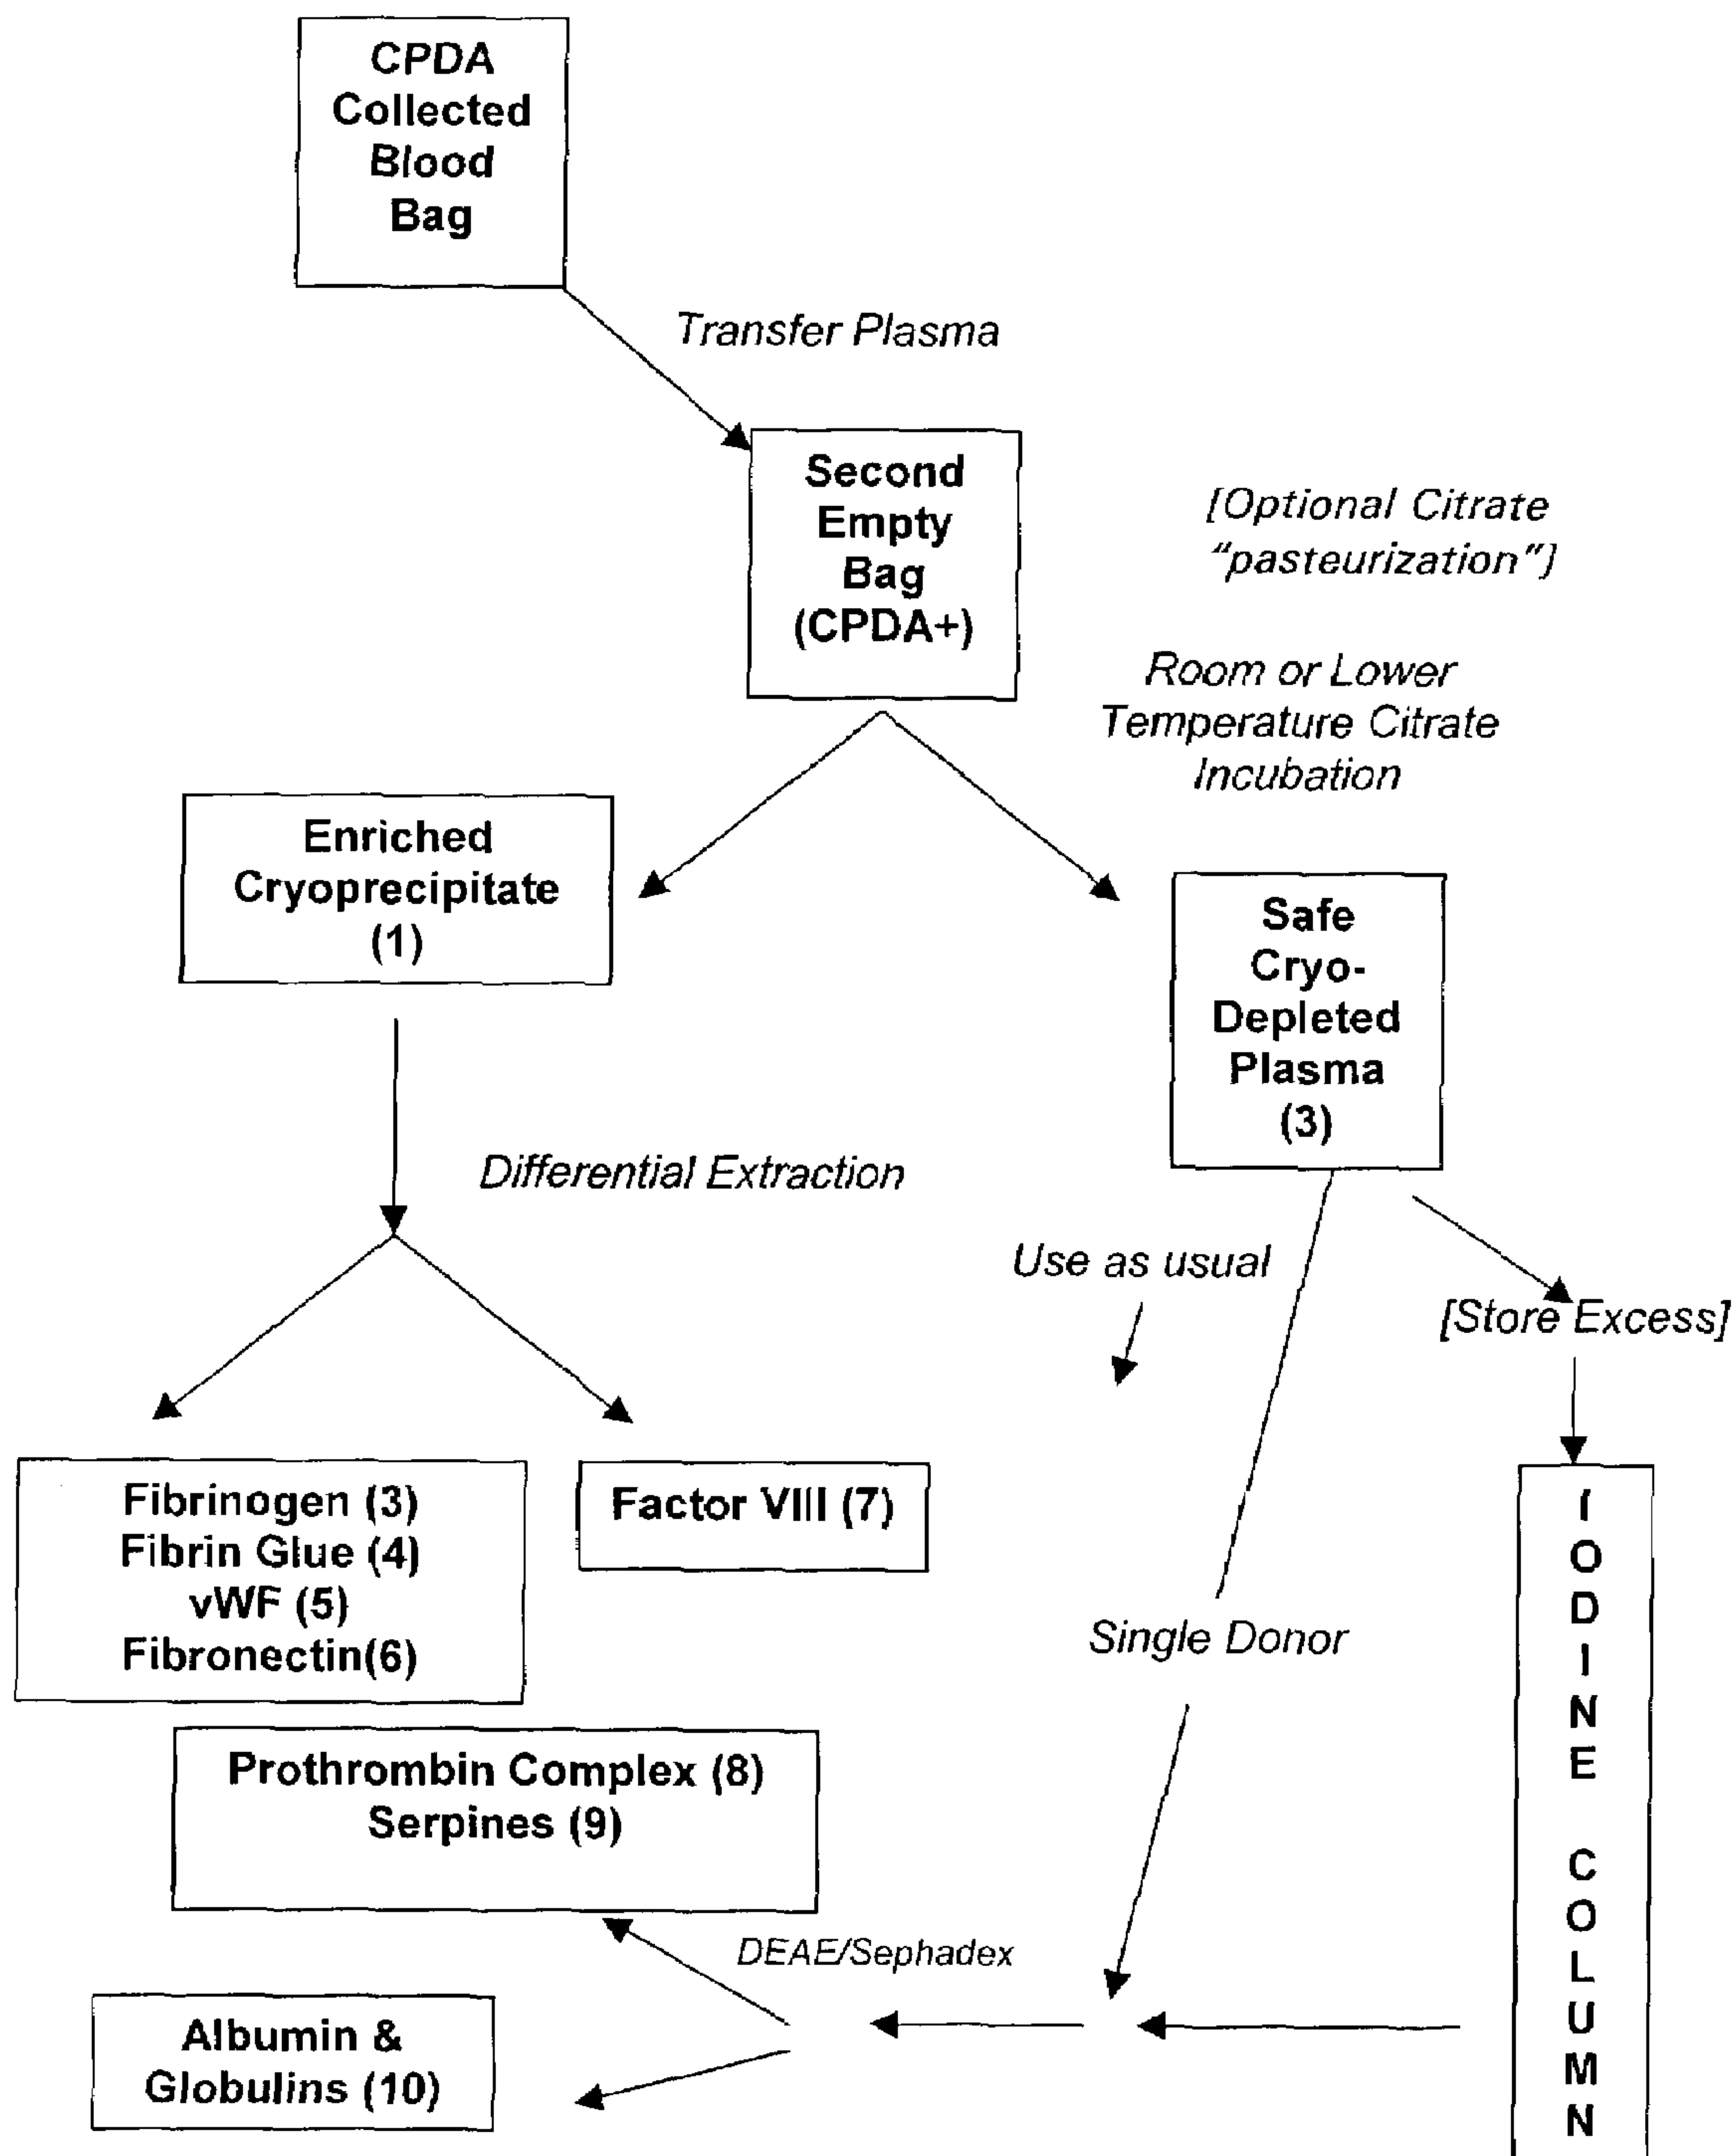 CPDA
Collected
Blood
Bag
Transfer Plasma
Second
Empty
Bag
(CPDA+)
[Optional Citrate
"pasteurization"]
Room or Lower
Temperature Citrate
Incubation
Enriched
Cryoprecipitate
(1)
Safe
Cryo-
Depleted
Plasma
(3)
Differential Extraction
Use as usual
[Store Excess]
Fibrinogen (3)
Fibrin Glue (4)
vWF (5)
Fibronectin(6)
Factor VIII (7)
Single Donor
I
O
D
I
N
E
C
O
L
U
M
N
Prothrombin Complex (8)
Serpines (9)
DEAE/Sephadex
Albumin &
Globulins (10)